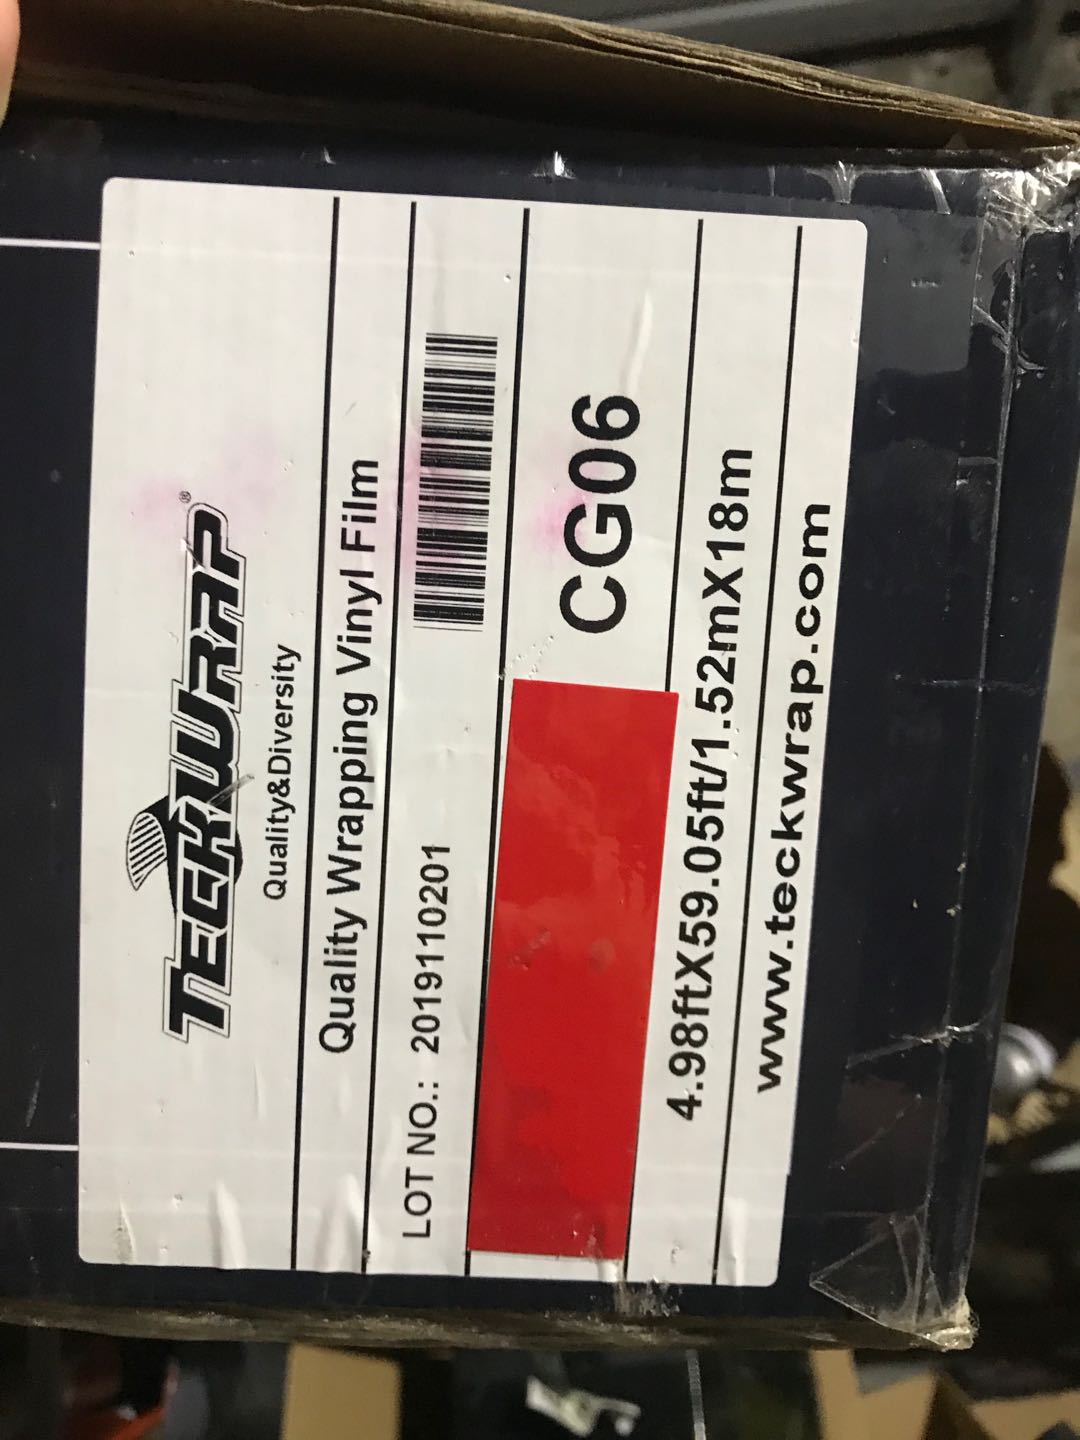 TECKWRAP®
Quality&Diversity
Quality Wrapping Vinyl Film
LOT NO.: 2019110201
CG06
4.98ftX59.05ft/1.52mX18m
www.teckwrap.com